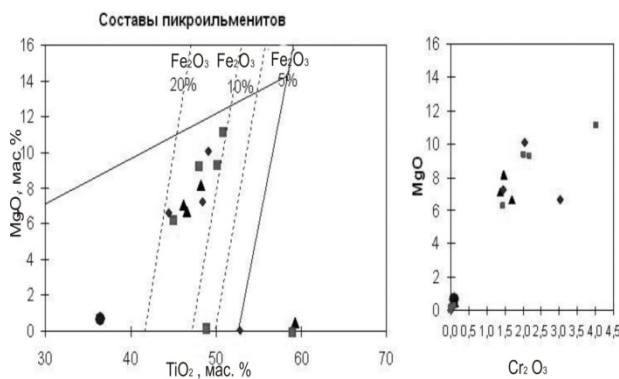 Составы пикроильменитов
16
14
12
10
8
6
4
2
0
MgO, мас. %
Fe₂O₃ Fe₂O₃ Fe₂O₃
20% 10% 5%
30 40 50 60 70
TiO₂ , мас. %
16
14
12
10
8
6
4
2
0
MgO
0,0 0,5 1,0 1,5 2,0 2,5 3,0 3,5 4,0 4,5
Cr₂ O₃